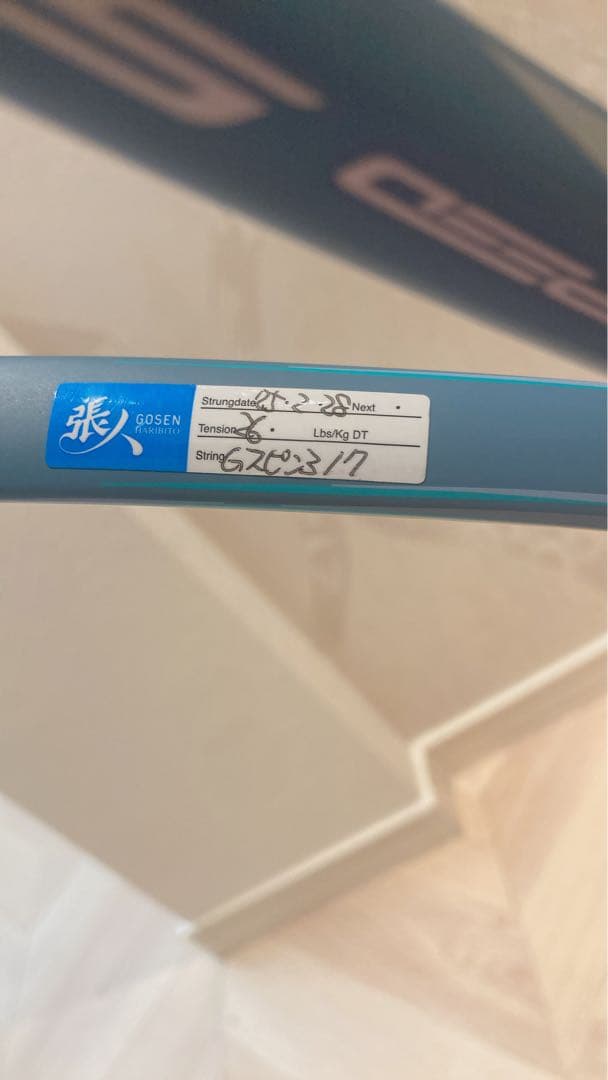 張人 GOSEN
HARIBITO
Strungdate 25・2・28 Next ・
Tension 26・ Lbs/Kg DT
String Gスピン3 17